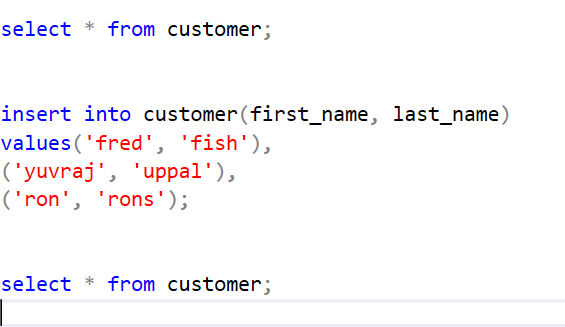 select * from customer;
insert into customer(first_name, last_name)
values('fred', 'fish'),
('yuvraj', 'uppal'),
('ron', 'rons');
select * from customer;